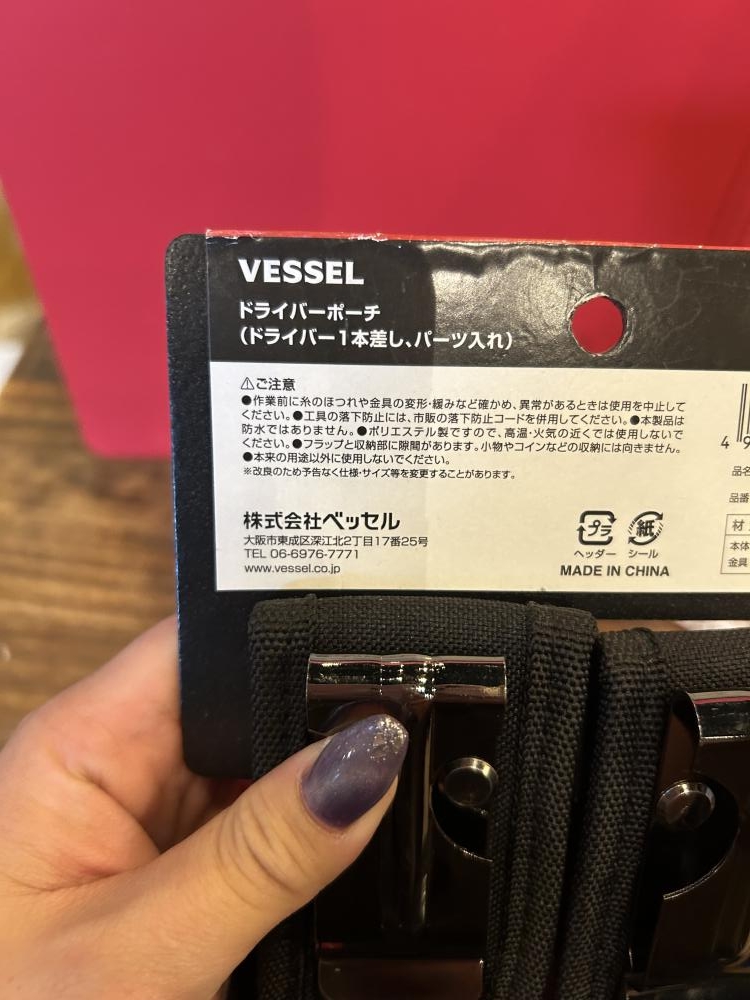 VESSEL
ドライバーポーチ
（ドライバー1本差し、パーツ入れ）
⚠ご注意
●作業前に糸のほつれや金具の変形・緩みなど確かめ、異常があるときは使用を中止して
ください。●工具の落下防止には、市販の落下防止コードを併用してください。●本製品は
防水ではありません。●ポリエステル製ですので、高温・火気の近くでは使用しないで
ください。●フラップと収納部に隙間があります。小物やコインなどの収納には向きません。
●本来の用途以外に使用しないでください。
※改良のため予告なく仕様・サイズ等を変更することがあります。
株式会社ベッセル
大阪市東成区深江北2丁目17番25号
TEL 06-6976-7771
www.vessel.co.jp
プラ 紙
ヘッダー シール
MADE IN CHINA
4 9
品名
品番
材
本体
金具